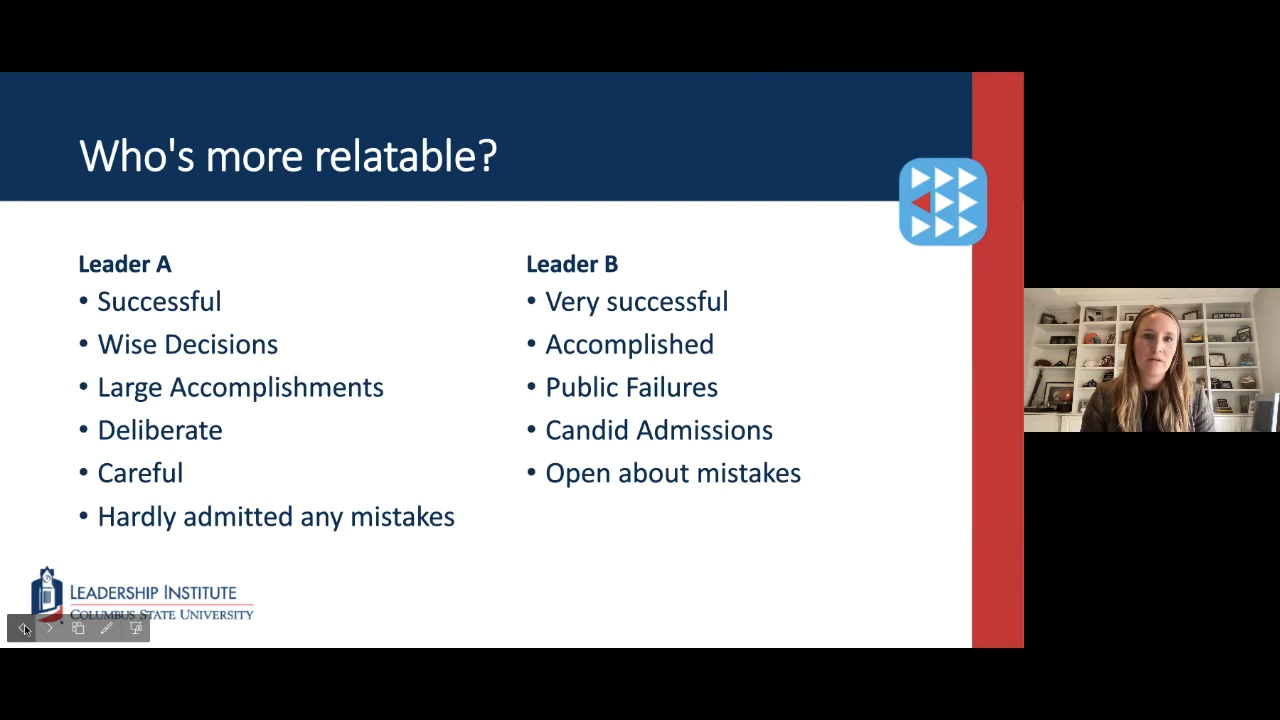 Who's more relatable?
Leader A
• Successful
• Wise Decisions
• Large Accomplishments
• Deliberate
• Careful
• Hardly admitted any mistakes
Leader B
• Very successful
• Accomplished
• Public Failures
• Candid Admissions
• Open about mistakes
LEADERSHIP INSTITUTE
COLUMBUS STATE UNIVERSITY